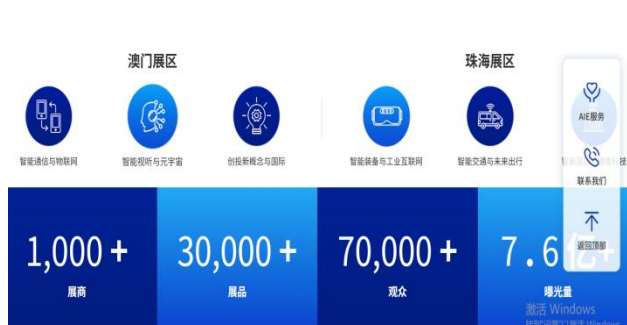 澳门展区
珠海展区
智能通信与物联网
智能视听与元宇宙
创投新概念与国际
智能装备与工业互联网
智能交通与未来出行
AIE服务
联系我们
返回顶部
1,000 +
展商
30,000 +
展品
70,000 +
观众
7.6亿+
曝光量
激活 Windows